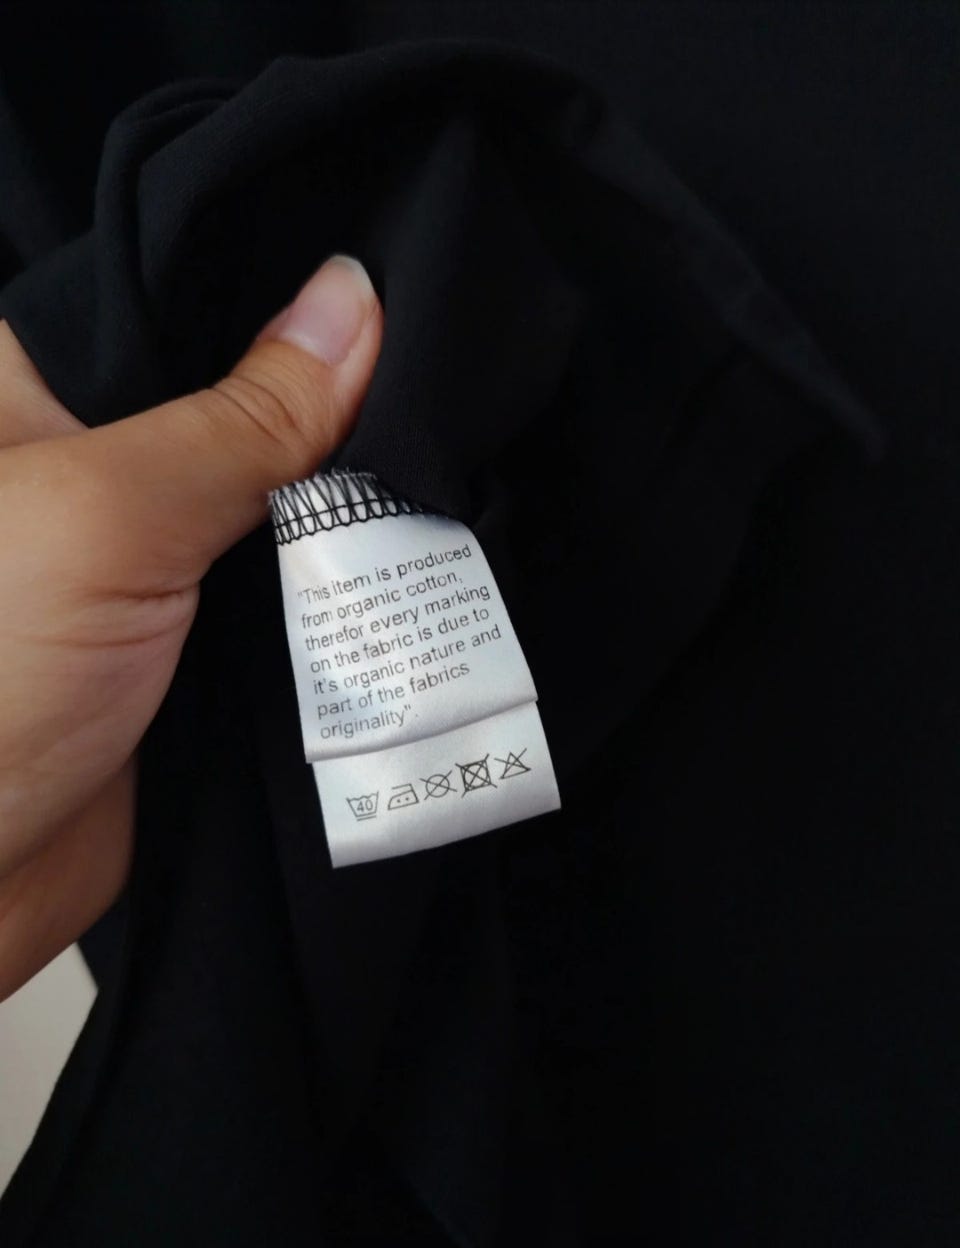 "This item is produced
from organic cotton,
therefor every marking
on the fabric is due to
it's organic nature and
part of the fabrics
originality".
40